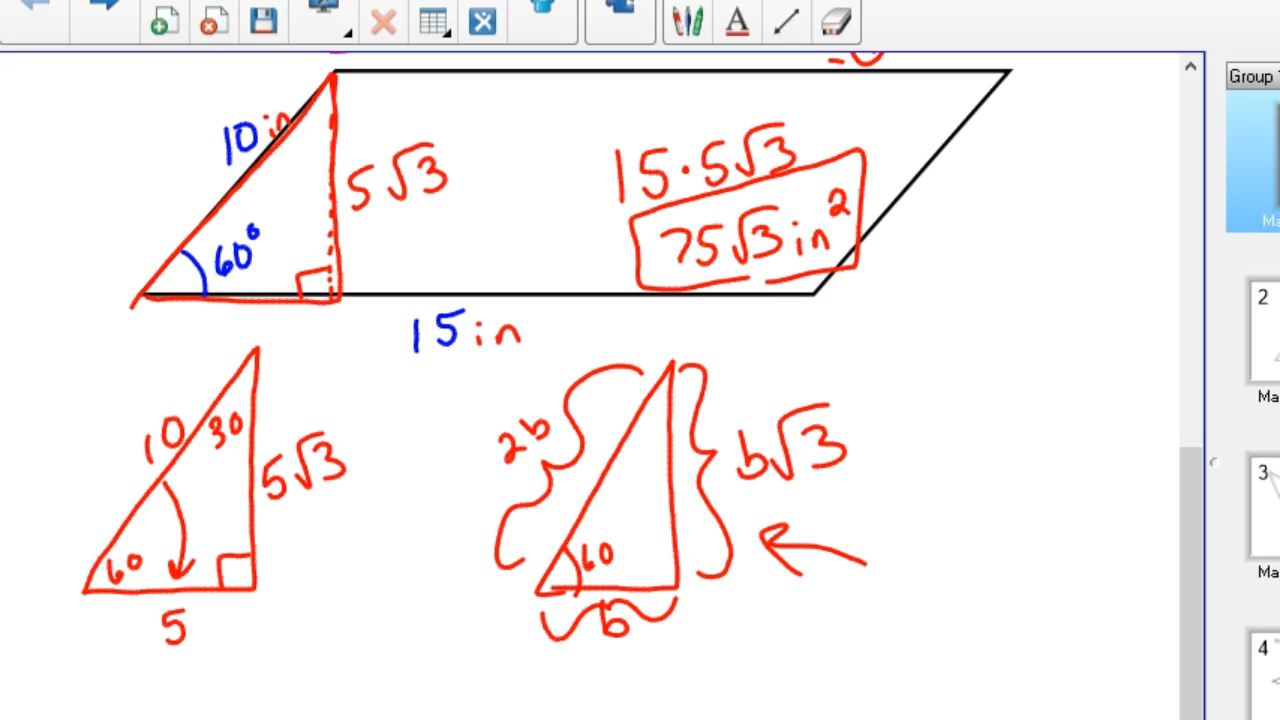 Group
10 in
5√3
60°
15·5√3
75√3 in²
15 in
Ma
2
Ma
3
Ma
4
10
30
5√3
60
5
2b
b√3
60
b